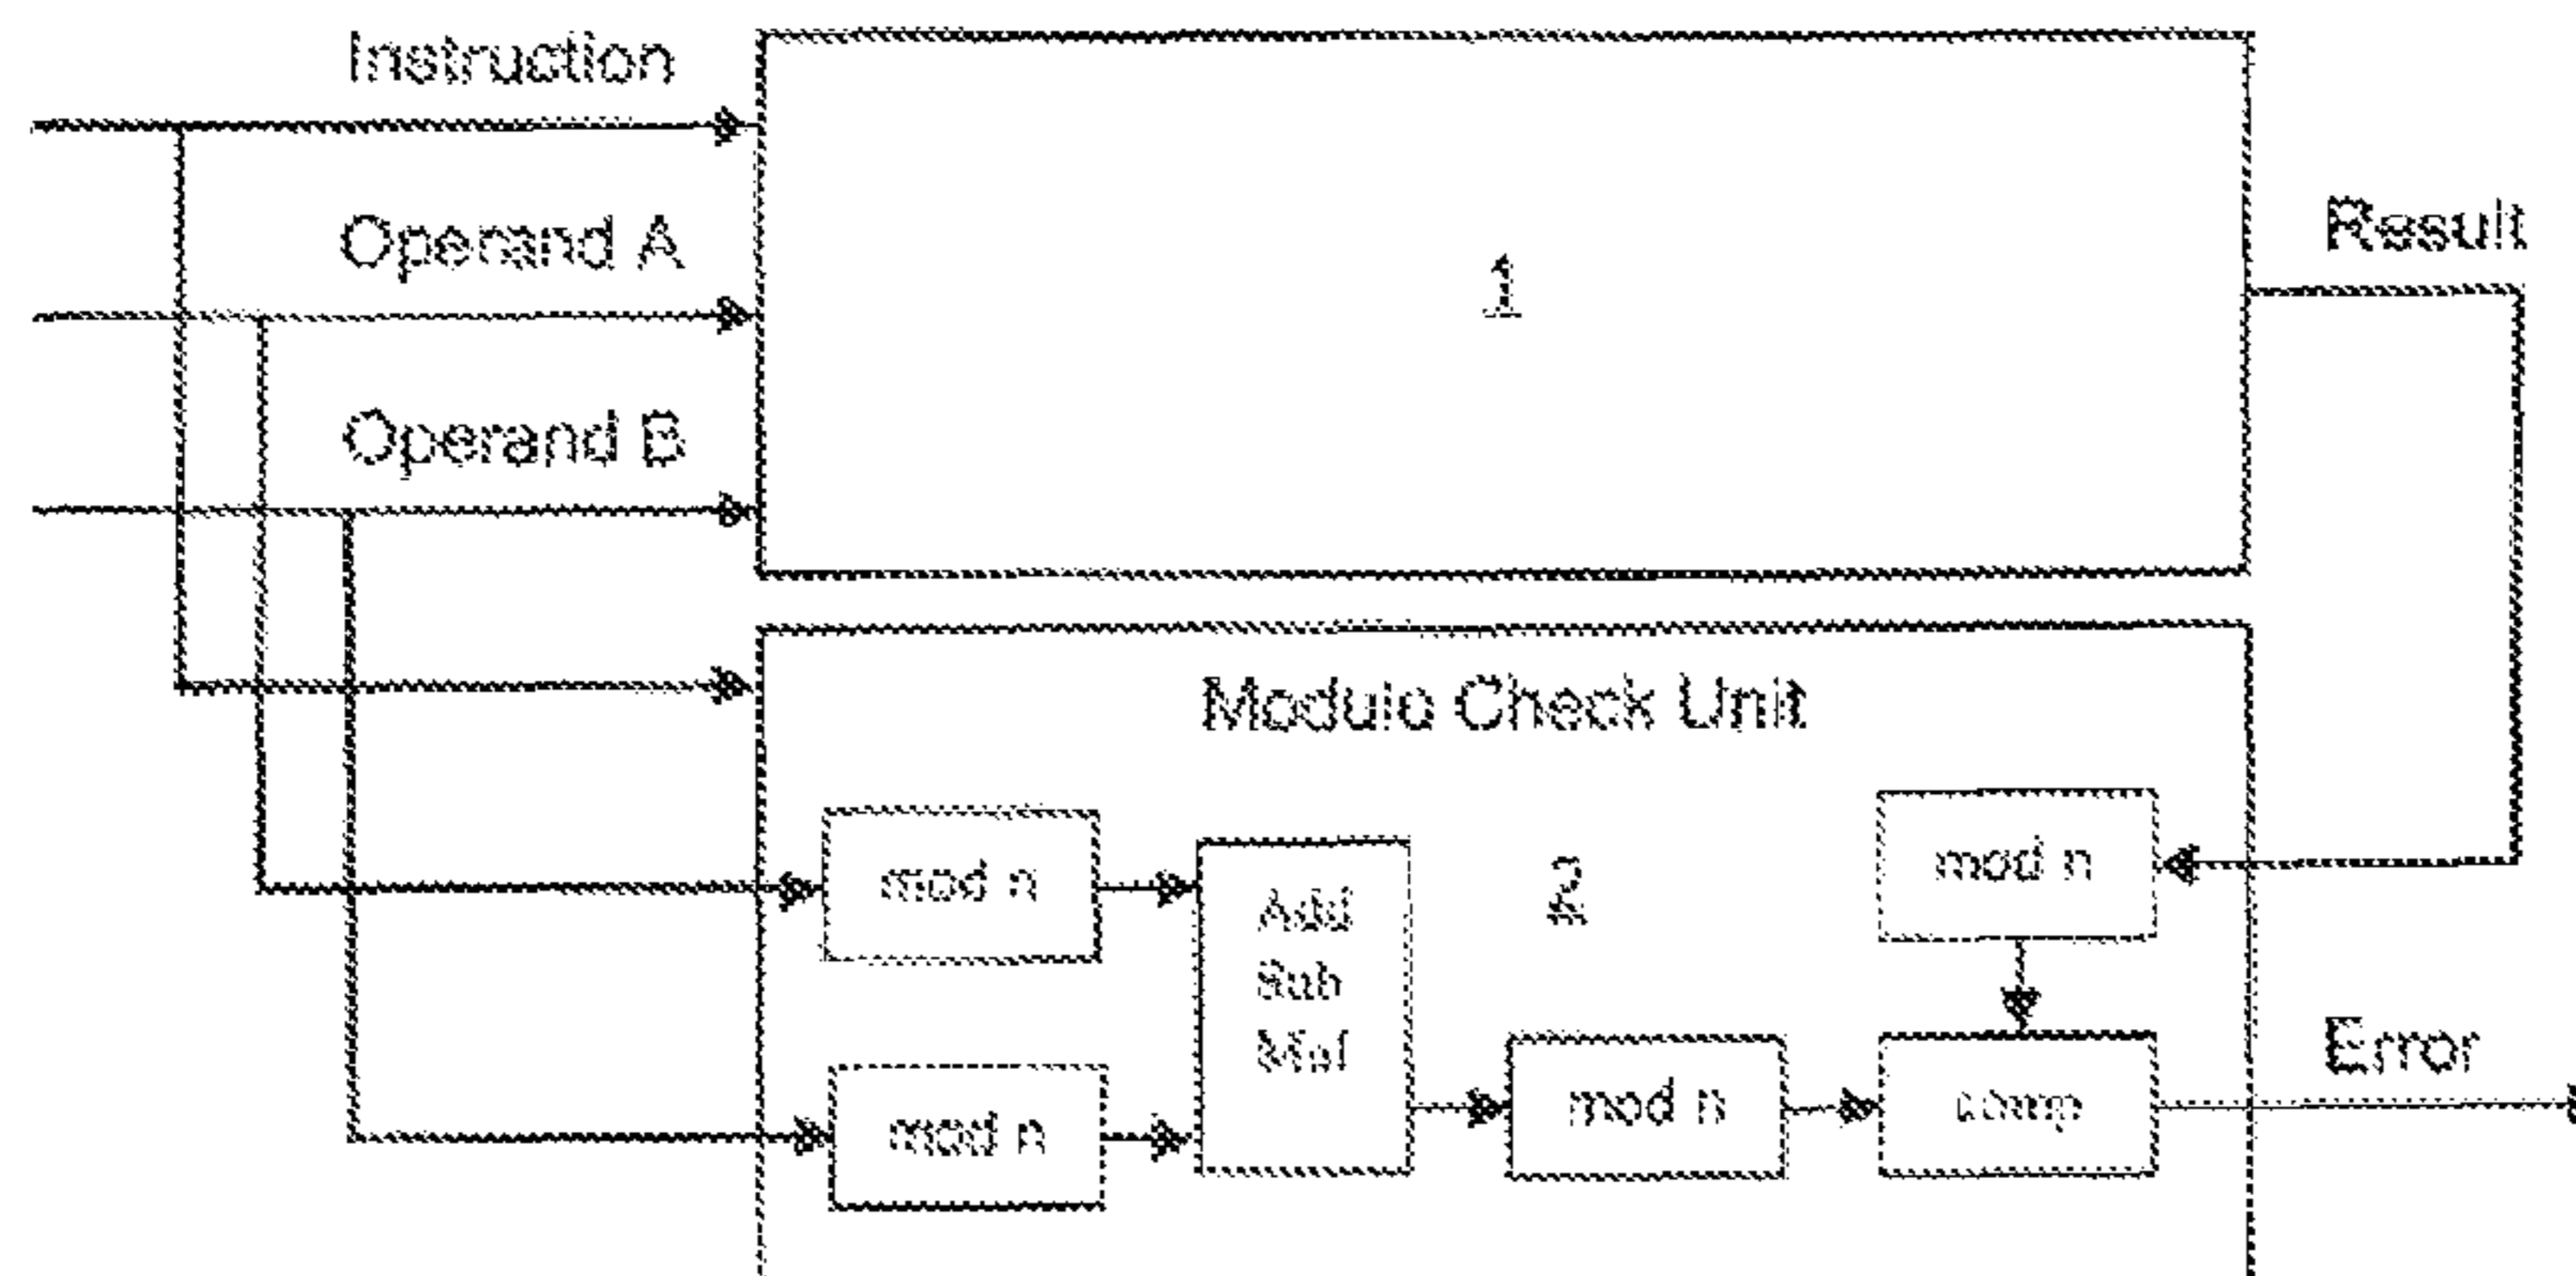 Instruction
Operand A
Operand B
1
Result
Modulo Check Unit
mod n
mod n
Add
Sub
Mul
2
mod n
mod n
comp
Error